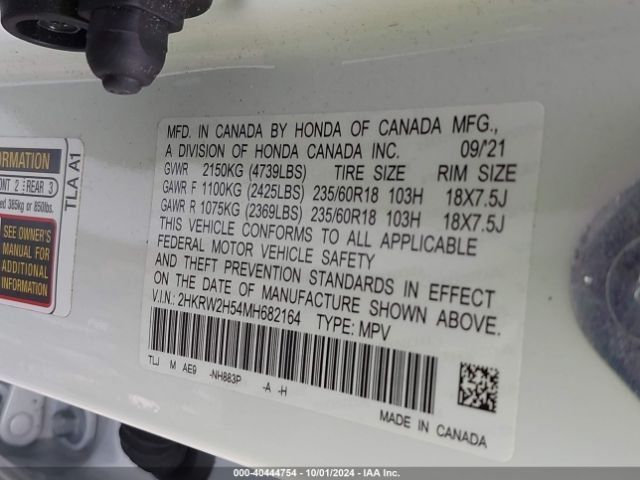 MFD. IN CANADA BY HONDA OF CANADA MFG.,
A DIVISION OF HONDA CANADA INC. 09/'21
GVWR 2150KG (4739LBS) TIRE SIZE RIM SIZE
GAWR F 1100KG (2425LBS) 235/60R18 103H 18X7.5J
GAWR R 1075KG (2369LBS) 235/60R18 103H 18X7.5J
THIS VEHICLE CONFORMS TO ALL APPLICABLE
FEDERAL MOTOR VEHICLE SAFETY
AND THEFT PREVENTION STANDARDS IN EFFECT
ON THE DATE OF MANUFACTURE SHOWN ABOVE.
V.I.N.: 2HKRW2H54MH682164 TYPE: MPV
TLJ M AE9 -NH883P -A -H
MADE IN CANADA
FRONT 2 REAR 3
385kg or 850lbs.
SEE OWNER'S
MANUAL FOR
ADDITIONAL
INFORMATION
TLA A1
© - 40444754 - 10/01/2024 - IAA Inc.